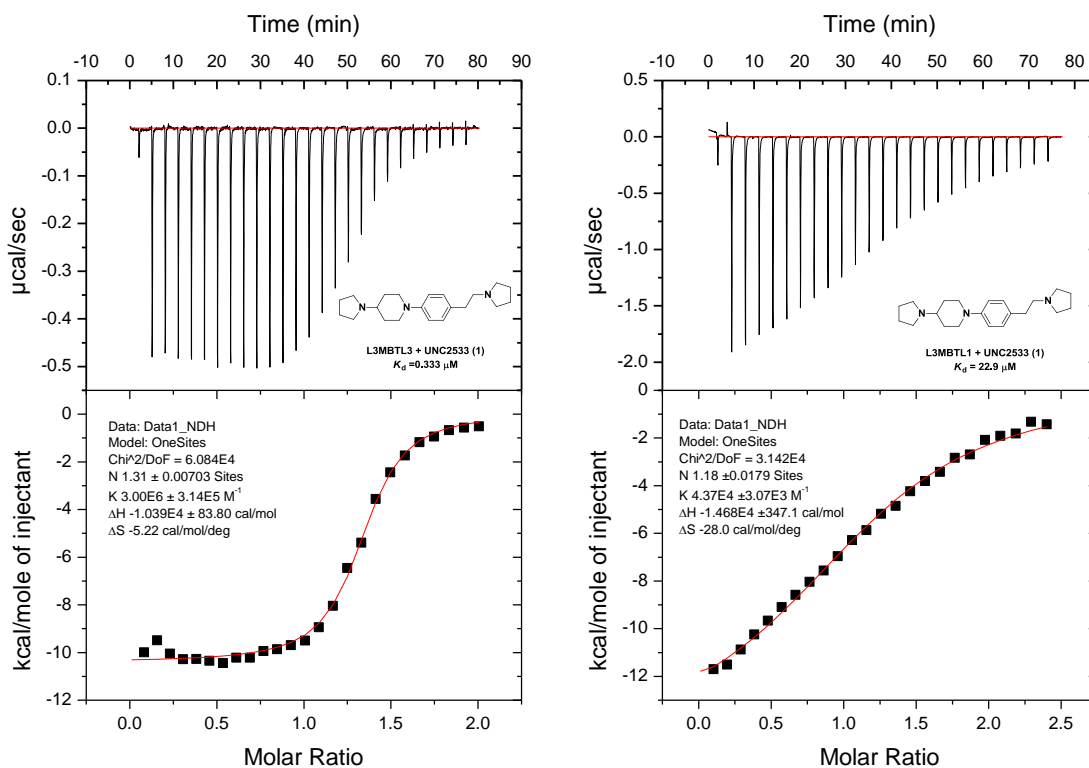 Time (min)
-10 0 10 20 30 40 50 60 70 80 90
0.1
0.0
-0.1
-0.2
-0.3
-0.4
-0.5
µcal/sec
N
N
N
L3MBTL3 + UNC2533 (1)
Kd =0.333 µM
0
-2
-4
-6
-8
-10
-12
kcal/mole of injectant
Data: Data1_NDH
Model: OneSites
Chi^2/DoF = 6.084E4
N 1.31 ± 0.00703 Sites
K 3.00E6 ± 3.14E5 M-1
ΔH -1.039E4 ± 83.80 cal/mol
ΔS -5.22 cal/mol/deg
0.0 0.5 1.0 1.5 2.0
Molar Ratio
Time (min)
-10 0 10 20 30 40 50 60 70 80
0.5
0.0
-0.5
-1.0
-1.5
-2.0
µcal/sec
N
N
N
L3MBTL1 + UNC2533 (1)
Kd = 22.9 µM
0
-2
-4
-6
-8
-10
-12
kcal/mole of injectant
Data: Data1_NDH
Model: OneSites
Chi^2/DoF = 3.142E4
N 1.18 ±0.0179 Sites
K 4.37E4 ±3.07E3 M-1
ΔH -1.468E4 ±347.1 cal/mol
ΔS -28.0 cal/mol/deg
0.0 0.5 1.0 1.5 2.0 2.5
Molar Ratio